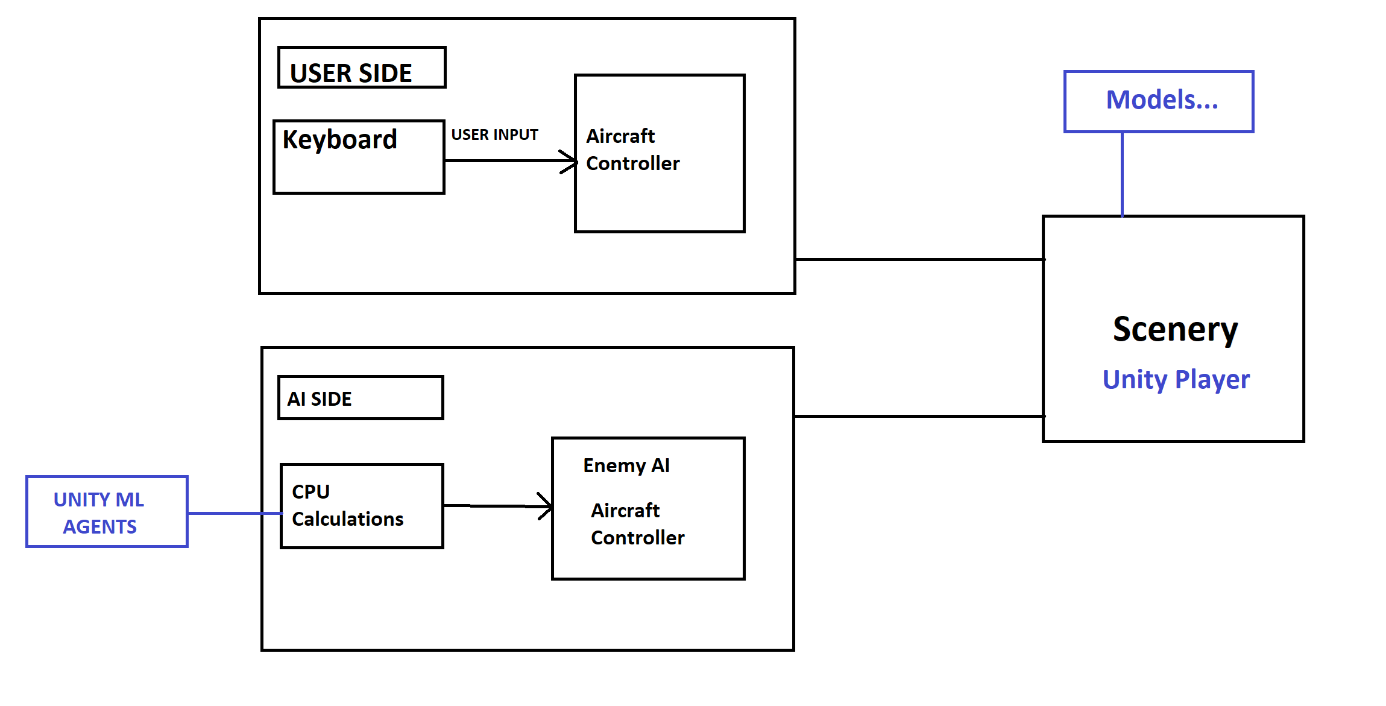 USER SIDE
Keyboard
USER INPUT
Aircraft
Controller
Models...
Scenery
Unity Player
AI SIDE
CPU
Calculations
Enemy AI
Aircraft
Controller
UNITY ML
AGENTS